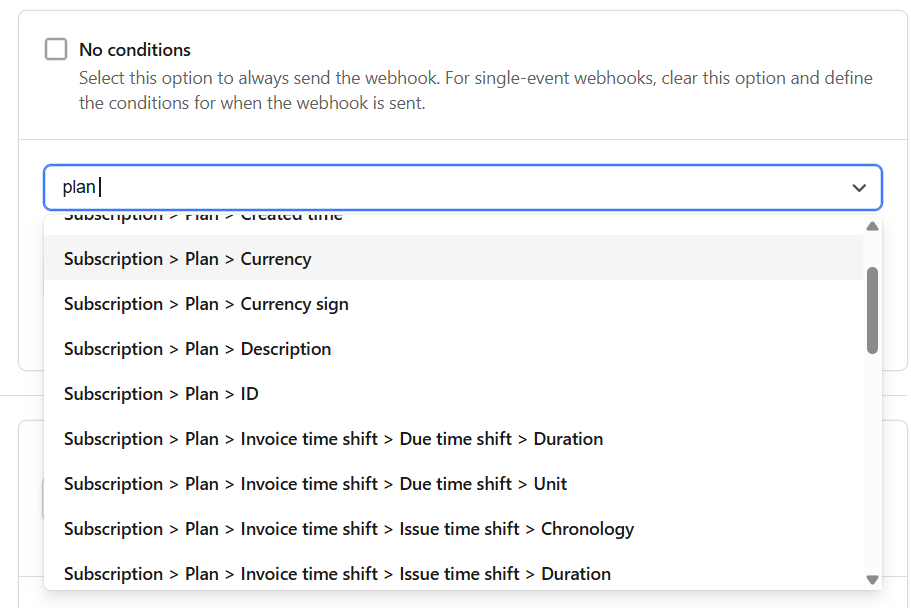 No conditions
Select this option to always send the webhook. For single-event webhooks, clear this option and define
the conditions for when the webhook is sent.
plan
Subscription > Plan > Created time
Subscription > Plan > Currency
Subscription > Plan > Currency sign
Subscription > Plan > Description
Subscription > Plan > ID
Subscription > Plan > Invoice time shift > Due time shift > Duration
Subscription > Plan > Invoice time shift > Due time shift > Unit
Subscription > Plan > Invoice time shift > Issue time shift > Chronology
Subscription > Plan > Invoice time shift > Issue time shift > Duration